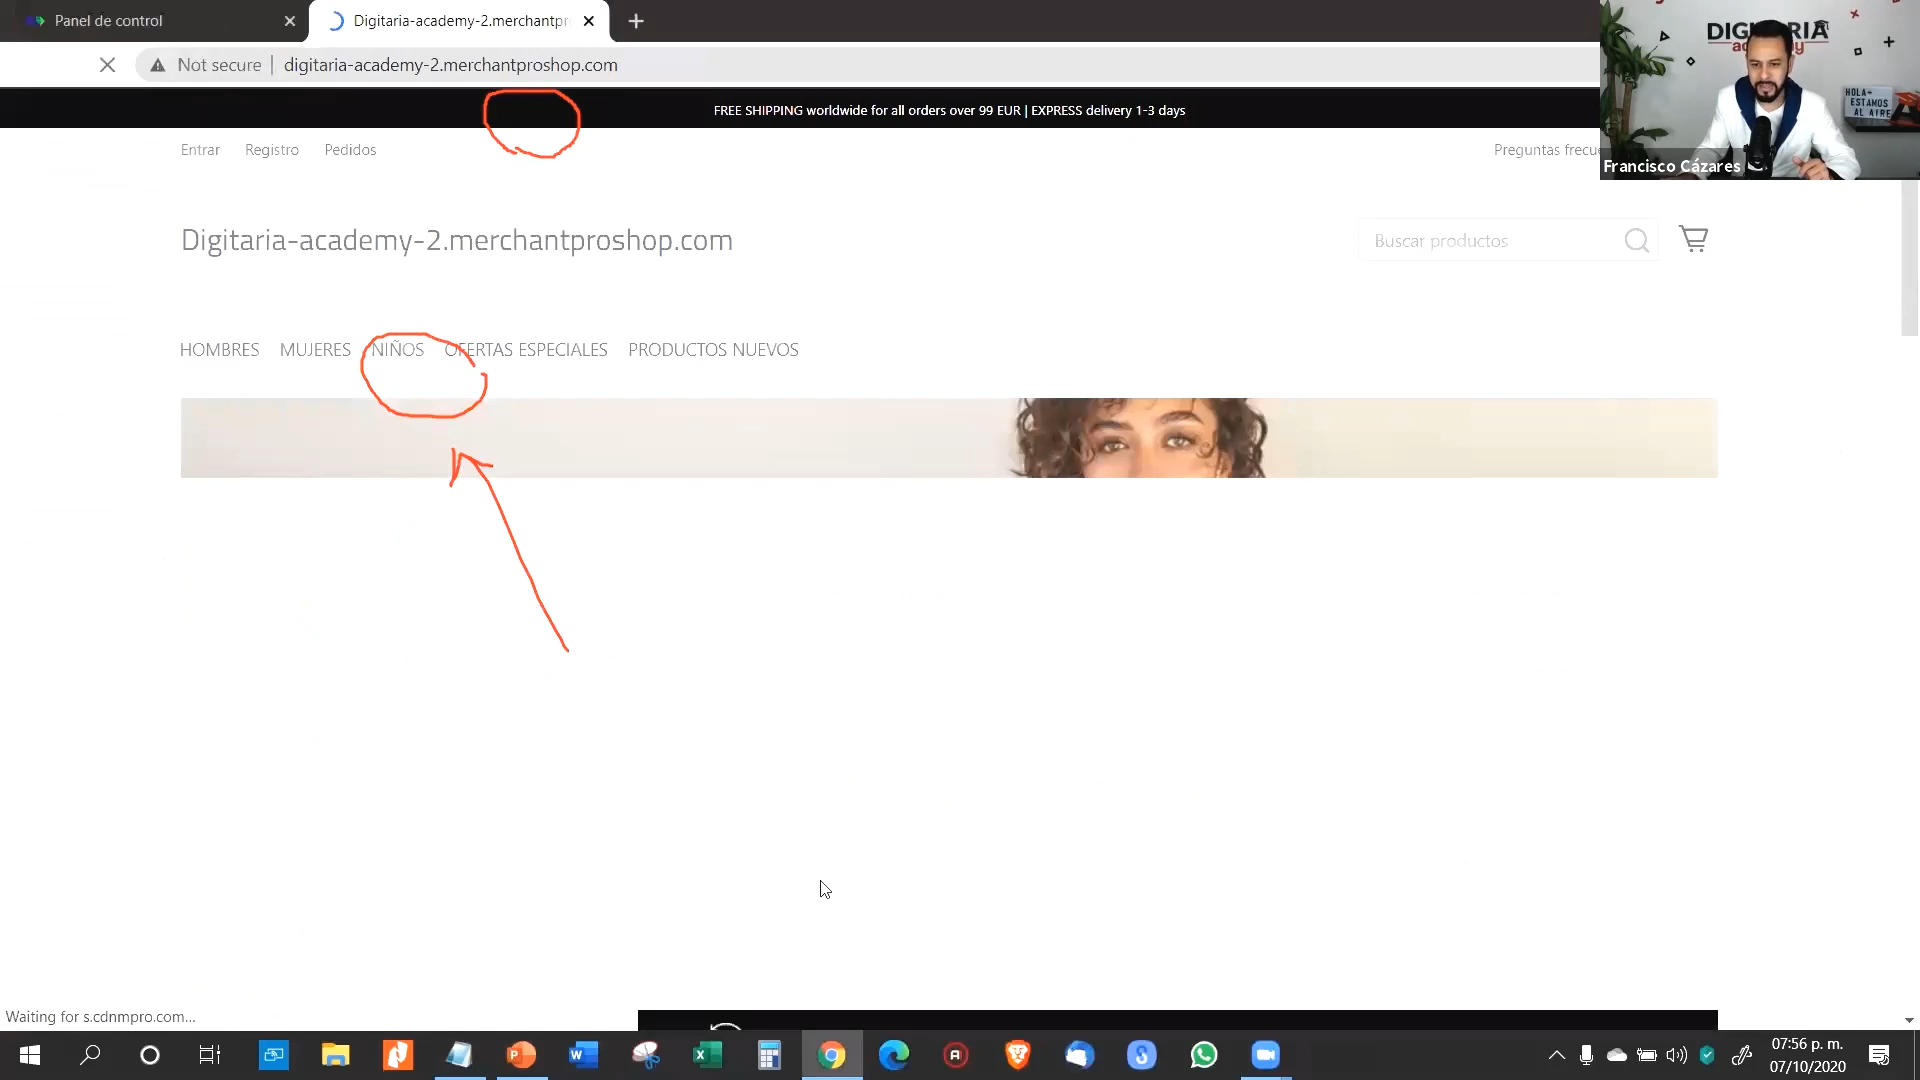 Panel de control
Digitaria-academy-2.merchantpr
Not secure
digitaria-academy-2.merchantproshop.com
FREE SHIPPING worldwide for all orders over 99 EUR | EXPRESS delivery 1-3 days
Entrar Registro Pedidos
Preguntas frecue
DIGITARIA
HOLA
ESTAMOS
AL AIRE
Francisco Cázares
Digitaria-academy-2.merchantproshop.com
Buscar productos
HOMBRES MUJERES NIÑOS OFERTAS ESPECIALES PRODUCTOS NUEVOS
Waiting for s.cdnmpro.com...
07:56 p. m.
07/10/2020